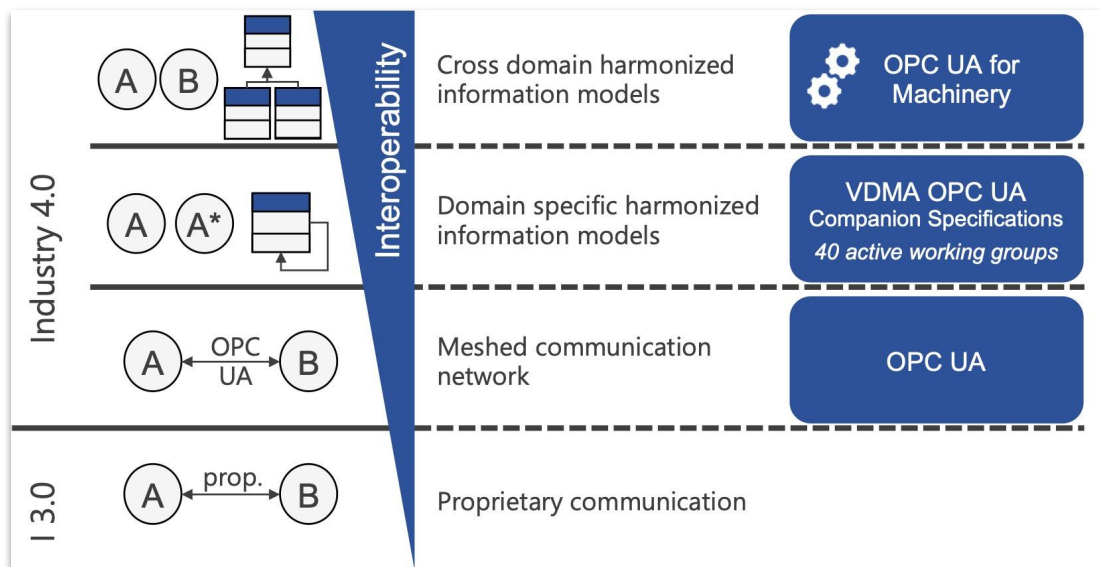 Industry 4.0
I 3.0
Interoperability
A B
Cross domain harmonized
information models
OPC UA for
Machinery
A A*
Domain specific harmonized
information models
VDMA OPC UA
Companion Specifications
40 active working groups
A OPC B
UA
Meshed communication
network
OPC UA
A prop. B
Proprietary communication